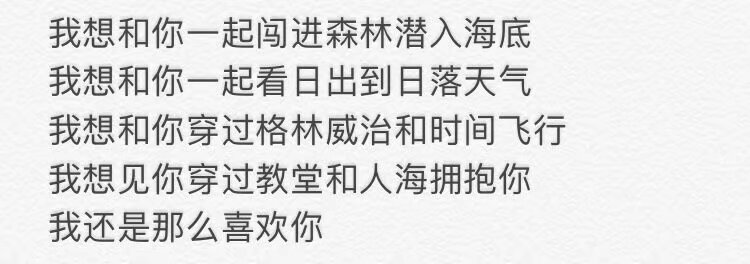 我想和你一起闯进森林潜入海底
我想和你一起看日出到日落天气
我想和你穿过格林威治和时间飞行
我想见你穿过教堂和人海拥抱你
我还是那么喜欢你